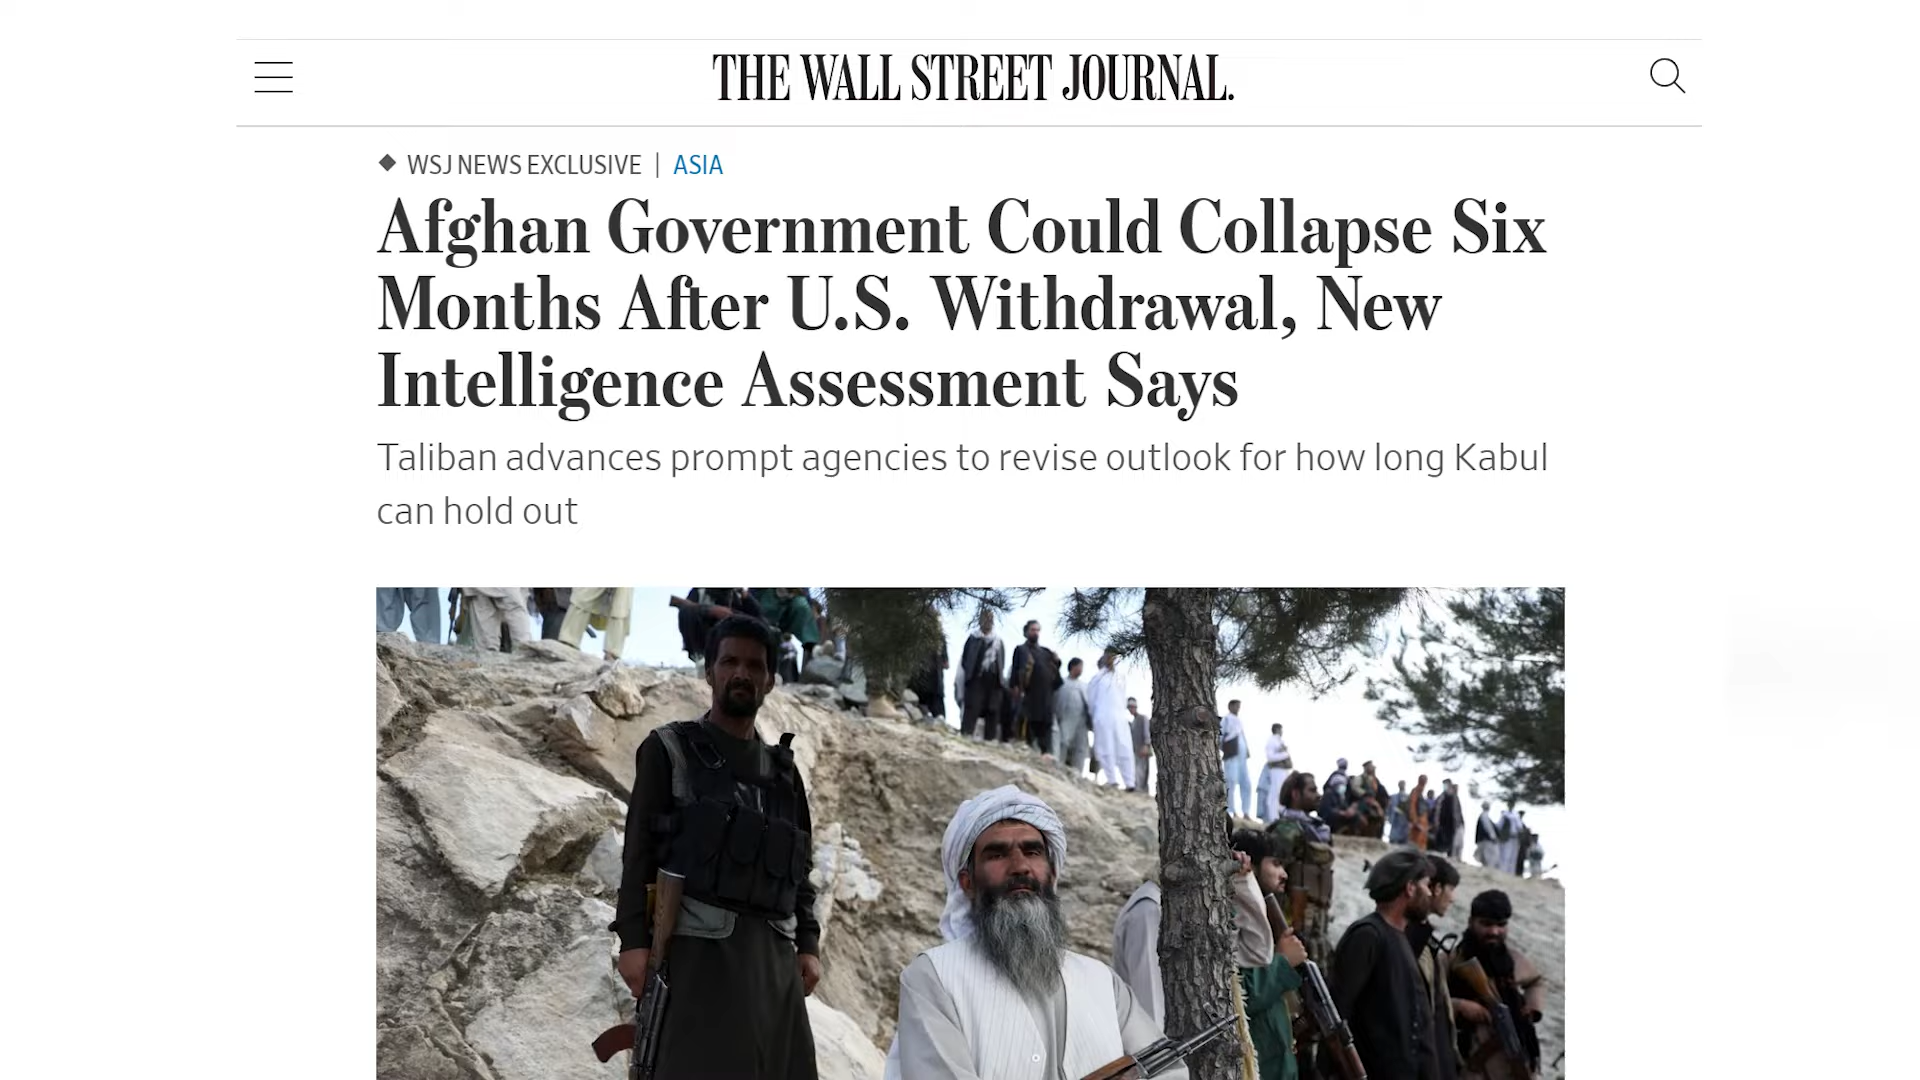 THE WALL STREET JOURNAL.
WSJ NEWS EXCLUSIVE | ASIA
Afghan Government Could Collapse Six
Months After U.S. Withdrawal, New
Intelligence Assessment Says
Taliban advances prompt agencies to revise outlook for how long Kabul
can hold out